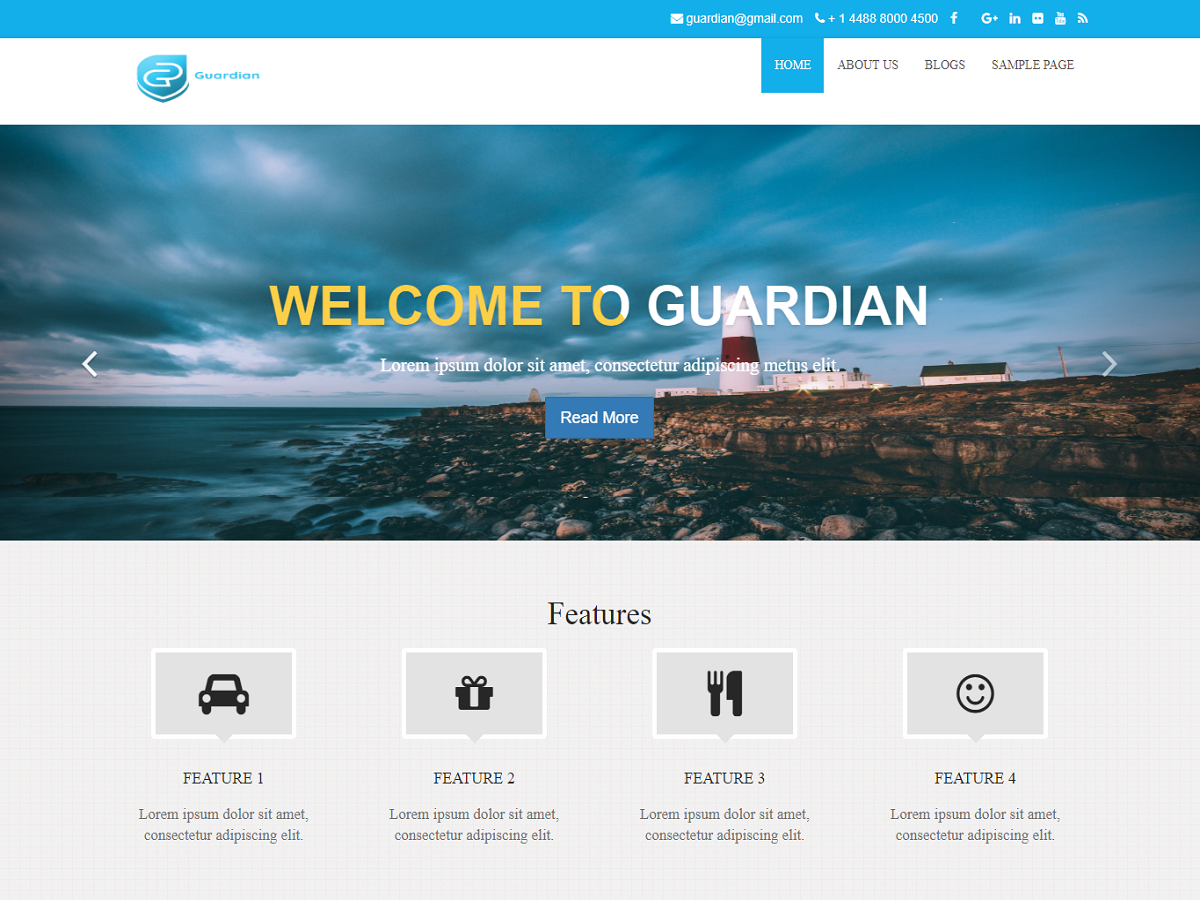 guardian@gmail.com + 1 4488 8000 4500
Guardian
HOME ABOUT US BLOGS SAMPLE PAGE
WELCOME TO GUARDIAN
Lorem ipsum dolor sit amet, consectetur adipiscing metus elit.
Read More
Features
FEATURE 1
Lorem ipsum dolor sit amet,
consectetur adipiscing elit.
FEATURE 2
Lorem ipsum dolor sit amet,
consectetur adipiscing elit.
FEATURE 3
Lorem ipsum dolor sit amet,
consectetur adipiscing elit.
FEATURE 4
Lorem ipsum dolor sit amet,
consectetur adipiscing elit.